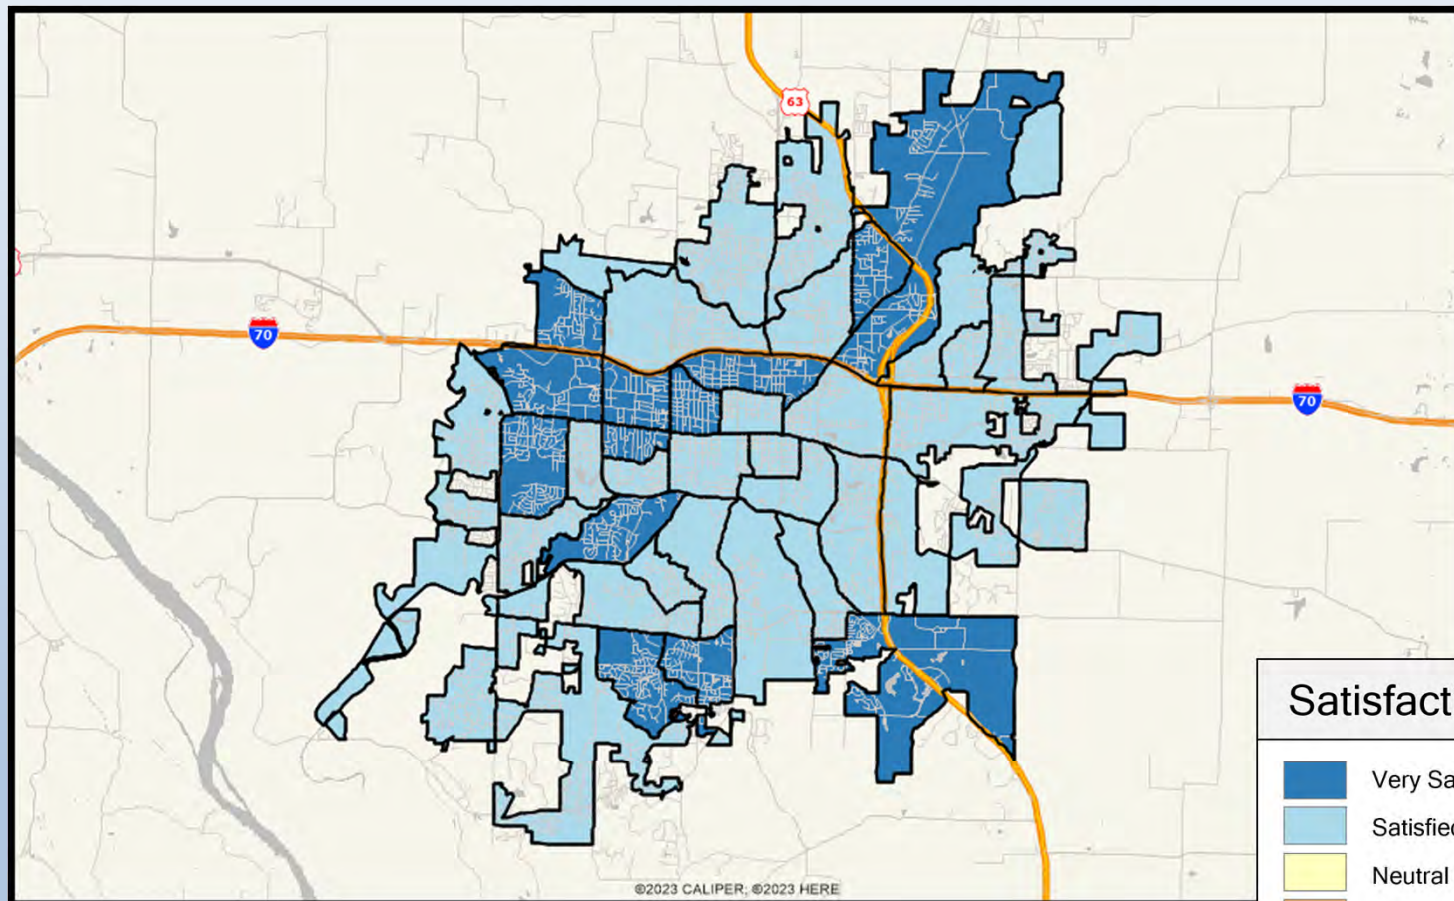 63
70
70
Satisfact
Very Sa
Satisfied
Neutral
©2023 CALIPER; ©2023 HERE